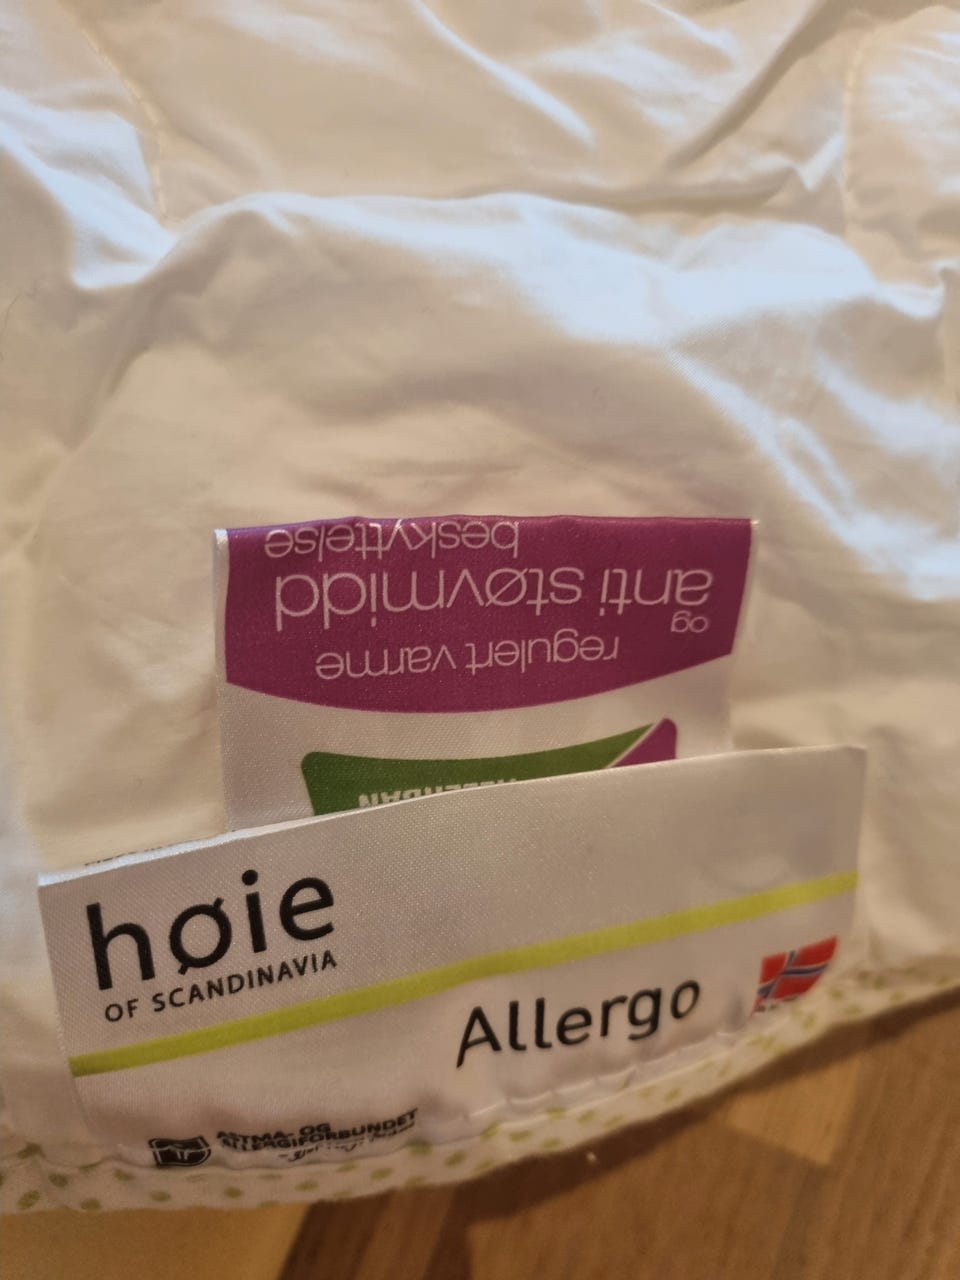 regulert varme
og
anti støvmidd
beskyttelse
høie
OF SCANDINAVIA
Allergo
ASTMA- OG
ALLERGIFORBUNDET